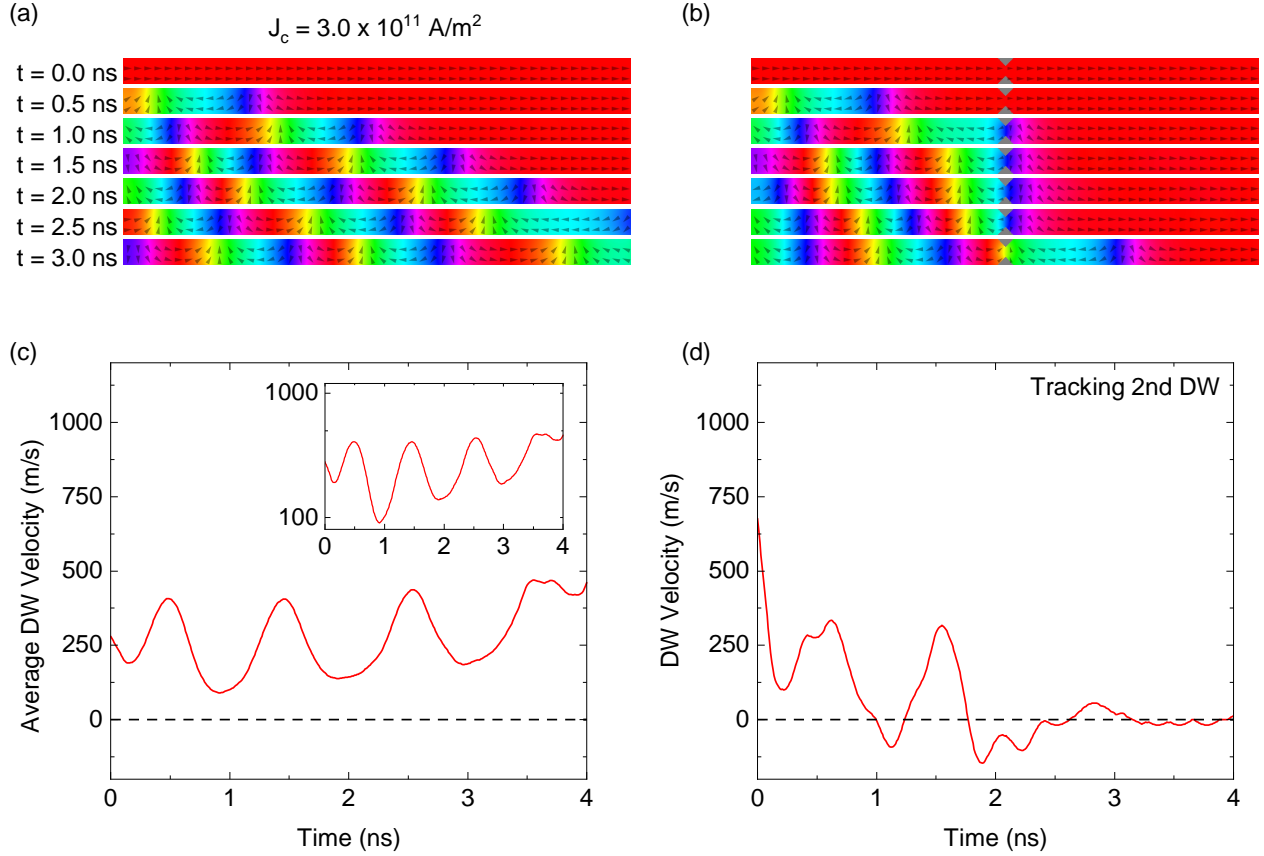 (a)
J_c = 3.0 x 10^11 A/m^2
(b)
t = 0.0 ns
t = 0.5 ns
t = 1.0 ns
t = 1.5 ns
t = 2.0 ns
t = 2.5 ns
t = 3.0 ns
(c)
1000
750
500
250
0
Average DW Velocity (m/s)
0 1 2 3 4
Time (ns)
1000
100
0 1 2 3 4
(d)
Tracking 2nd DW
1000
750
500
250
0
DW Velocity (m/s)
0 1 2 3 4
Time (ns)